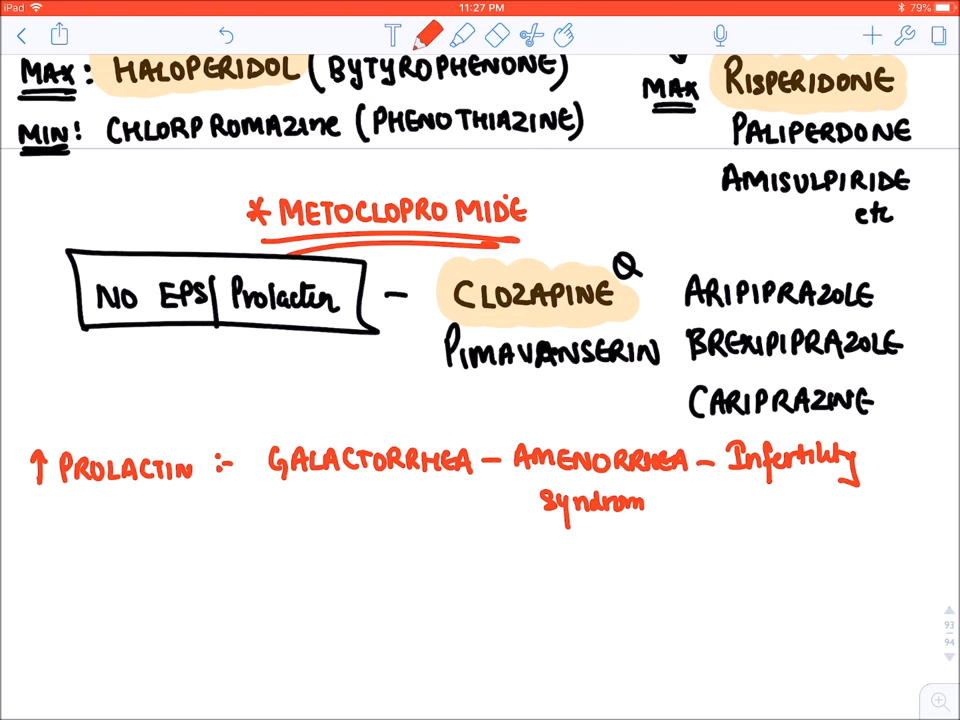 iPad 11:27 PM 79%
T
MAX: HALOPERIDOL (BYTYROPHENONE)
MIN! CHLORPROMAZINE (PHENOTHIAZINE)
MAX RISPERIDONE
PALIPERDONE
AMISULPIRIDE
etc
* METOCLOPROMIDE
NO EPS/ Prolacten - CLOZAPINE ARIPIPRAZOLE
PIMAVANSERIN BREXIPIPRAZOLE
CARIPRAZINE
↑ PROLACTIN :- GALACTORRHEA - AMENORRHEA - Infertility
syndrom
93
94